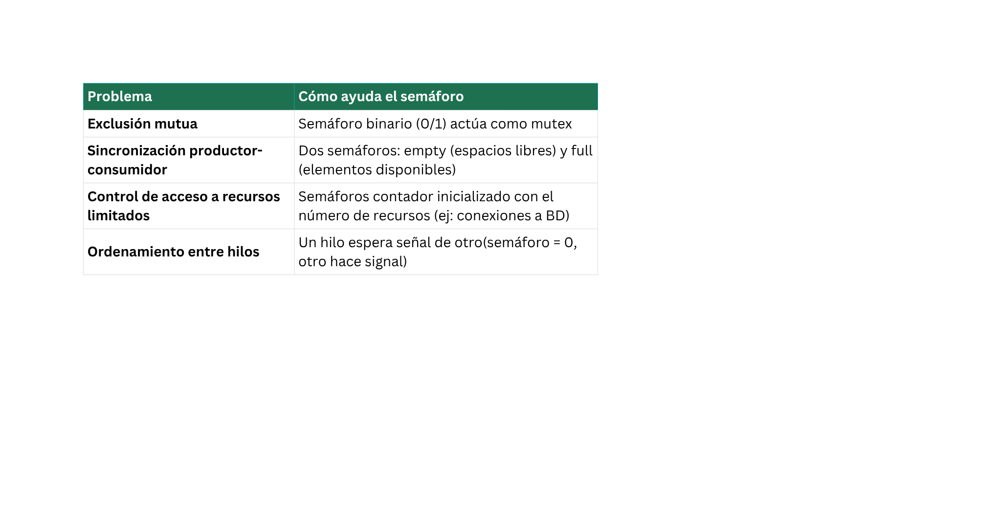 Problema
Cómo ayuda el semáforo
Exclusión mutua
Semáforo binario (0/1) actúa como mutex
Sincronización productor-
consumidor
Dos semáforos: empty (espacios libres) y full
(elementos disponibles)
Control de acceso a recursos
limitados
Semáforos contador inicializado con el
número de recursos (ej: conexiones a BD)
Ordenamiento entre hilos
Un hilo espera señal de otro(semáforo = 0,
otro hace signal)